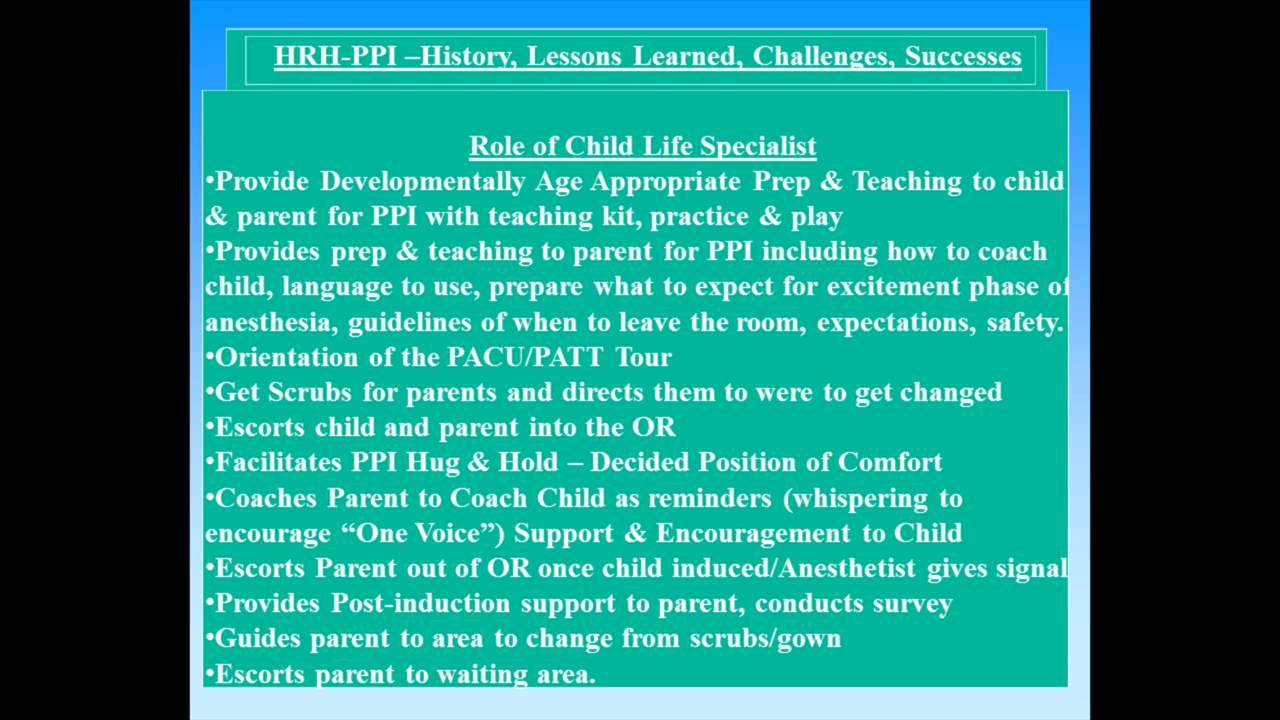 HRH-PPI –History, Lessons Learned, Challenges, Successes
Role of Child Life Specialist
•Provide Developmentally Age Appropriate Prep & Teaching to child
& parent for PPI with teaching kit, practice & play
•Provides prep & teaching to parent for PPI including how to coach
child, language to use, prepare what to expect for excitement phase of
anesthesia, guidelines of when to leave the room, expectations, safety.
•Orientation of the PACU/PATT Tour
•Get Scrubs for parents and directs them to were to get changed
•Escorts child and parent into the OR
•Facilitates PPI Hug & Hold – Decided Position of Comfort
•Coaches Parent to Coach Child as reminders (whispering to
encourage “One Voice”) Support & Encouragement to Child
•Escorts Parent out of OR once child induced/Anesthetist gives signal
•Provides Post-induction support to parent, conducts survey
•Guides parent to area to change from scrubs/gown
•Escorts parent to waiting area.